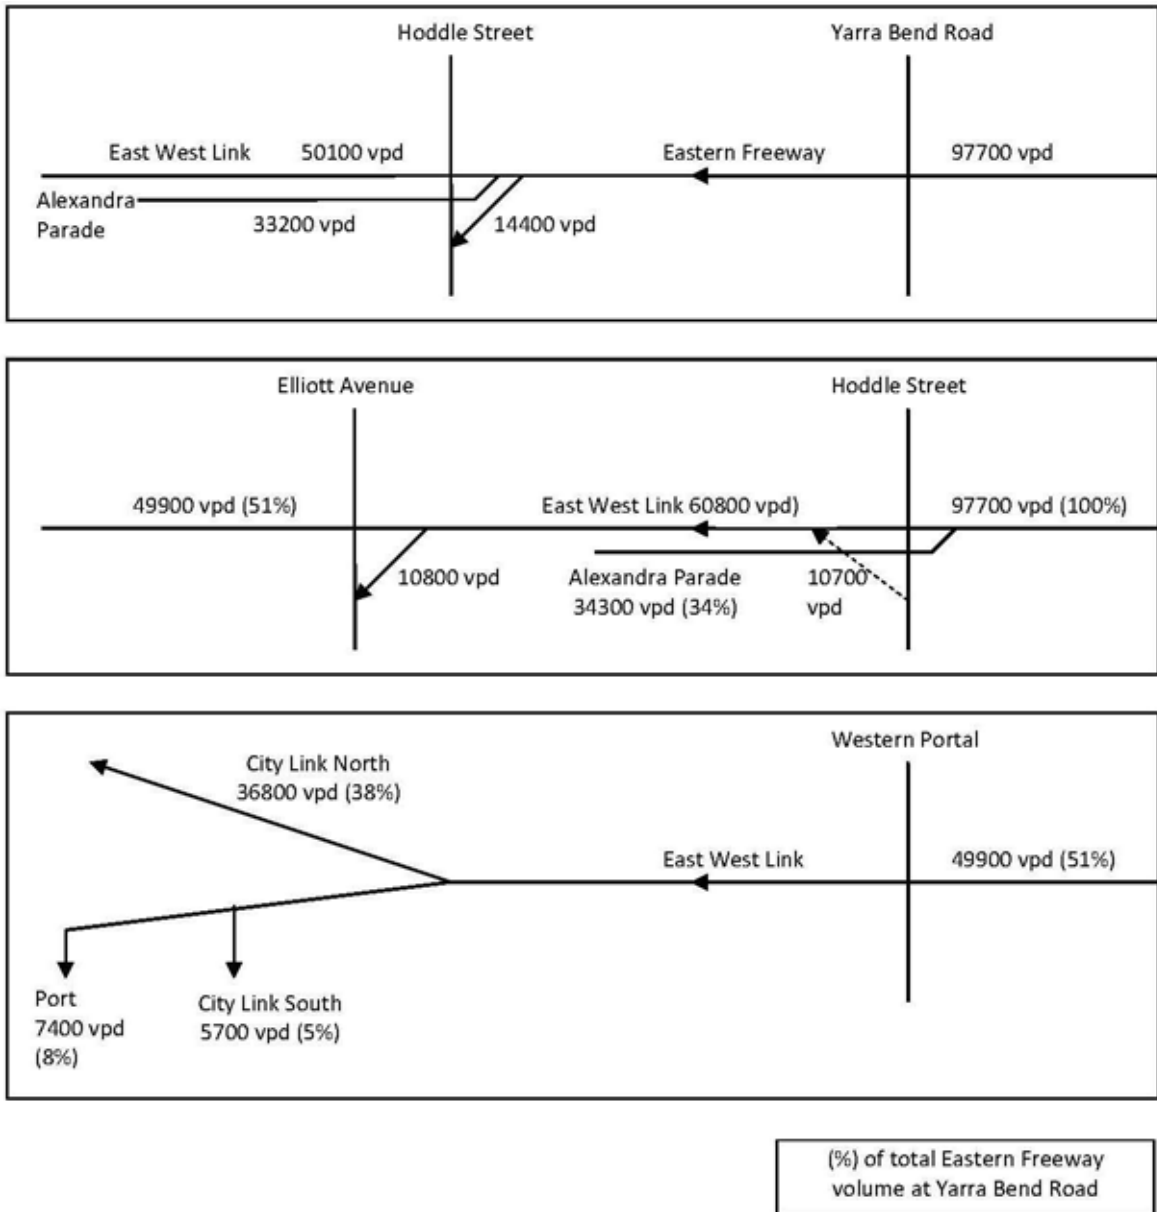 Hoddle Street
Yarra Bend Road
East West Link
50100 vpd
Eastern Freeway
97700 vpd
Alexandra
Parade
33200 vpd
14400 vpd
Elliott Avenue
Hoddle Street
49900 vpd (51%)
East West Link 60800 vpd)
97700 vpd (100%)
10800 vpd
Alexandra Parade
34300 vpd (34%)
10700
vpd
Western Portal
City Link North
36800 vpd (38%)
East West Link
49900 vpd (51%)
Port
7400 vpd
(8%)
City Link South
5700 vpd (5%)
(%) of total Eastern Freeway
volume at Yarra Bend Road